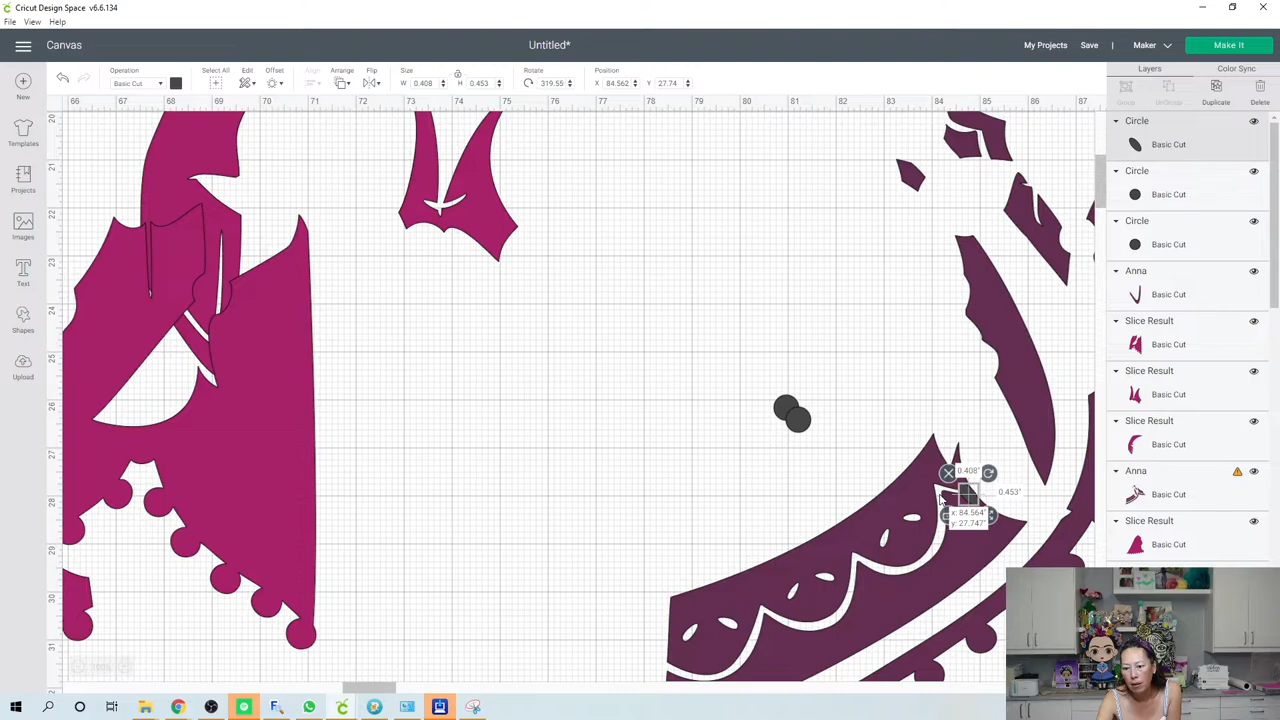 Cricut Design Space v6.6.134
File View Help
Canvas
Untitled*
My Projects Save | Maker Make It
Operation Select All Edit Offset Align Arrange Flip Size Rotate Position
Basic Cut W 0.408 H 0.453 319.55 X 84.562 Y 27.74
Layers Color Sync
Group UnGroup Duplicate Delete
66 67 68 69 70 71 72 73 74 75 76 77 78 79 80 81 82 83 84 85 86 87
20
21
22
23
24
25
26
27
28
29
30
31
New
Templates
Projects
Images
Text
Shapes
Upload
0.408"
0.453"
x: 84.564"
y: 27.747"
100%
Circle
Basic Cut
Circle
Basic Cut
Circle
Basic Cut
Anna
Basic Cut
Slice Result
Basic Cut
Slice Result
Basic Cut
Slice Result
Basic Cut
Anna
Basic Cut
Slice Result
Basic Cut